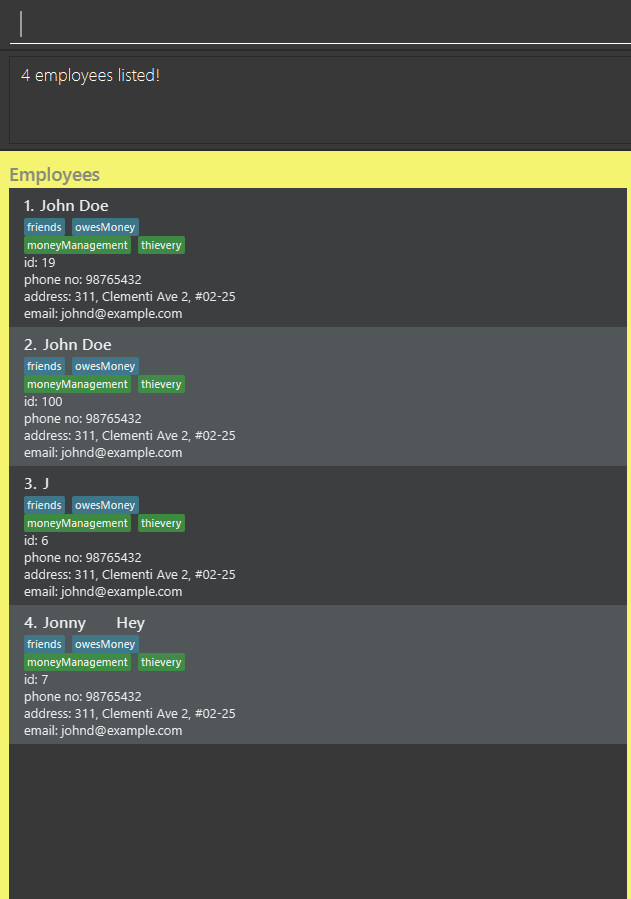 4 employees listed!
Employees
1. John Doe
friends owesMoney
moneyManagement thievery
id: 19
phone no: 98765432
address: 311, Clementi Ave 2, #02-25
email: johnd@example.com
2. John Doe
friends owesMoney
moneyManagement thievery
id: 100
phone no: 98765432
address: 311, Clementi Ave 2, #02-25
email: johnd@example.com
3. J
friends owesMoney
moneyManagement thievery
id: 6
phone no: 98765432
address: 311, Clementi Ave 2, #02-25
email: johnd@example.com
4. Jonny Hey
friends owesMoney
moneyManagement thievery
id: 7
phone no: 98765432
address: 311, Clementi Ave 2, #02-25
email: johnd@example.com